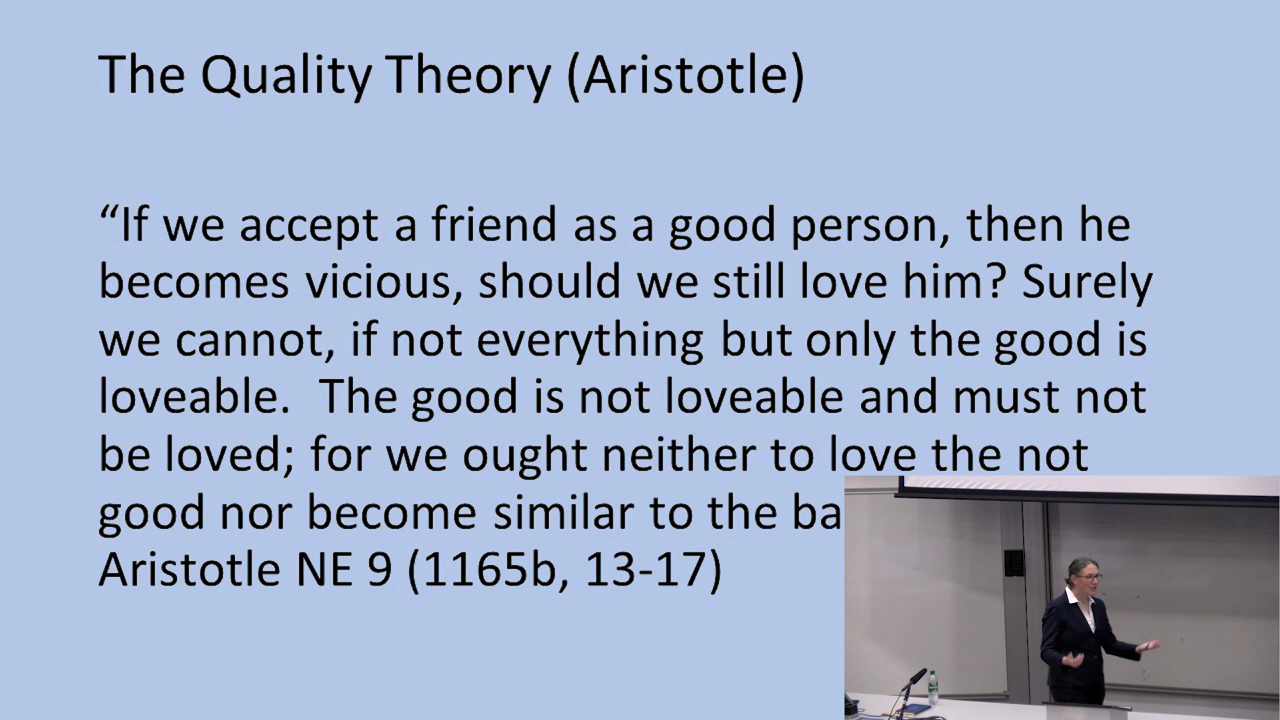 The Quality Theory (Aristotle)
“If we accept a friend as a good person, then he
becomes vicious, should we still love him? Surely
we cannot, if not everything but only the good is
loveable.  The good is not loveable and must not
be loved; for we ought neither to love the not
good nor become similar to the ba
Aristotle NE 9 (1165b, 13-17)